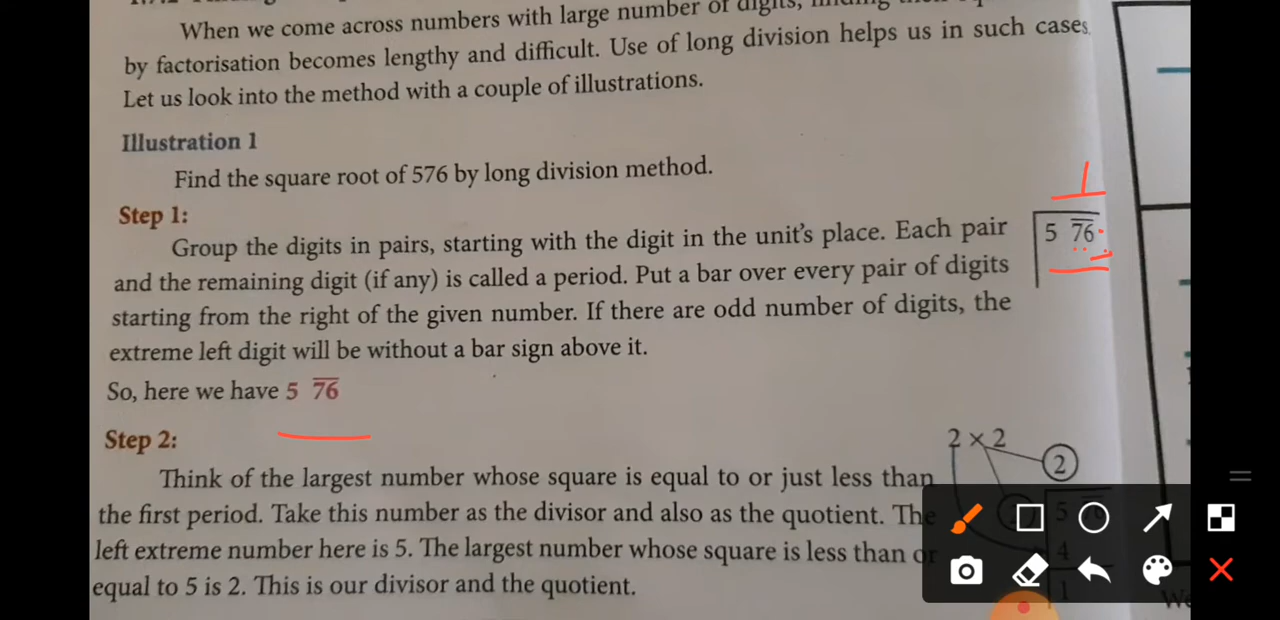 When we come across numbers with large number of digits,
by factorisation becomes lengthy and difficult. Use of long division helps us in such cases
Let us look into the method with a couple of illustrations.
Illustration 1
Find the square root of 576 by long division method.
Step 1:
Group the digits in pairs, starting with the digit in the unit's place. Each pair
and the remaining digit (if any) is called a period. Put a bar over every pair of digits
starting from the right of the given number. If there are odd number of digits, the
extreme left digit will be without a bar sign above it.
5 76
So, here we have 5 76
Step 2:
Think of the largest number whose square is equal to or just less than
the first period. Take this number as the divisor and also as the quotient. The
left extreme number here is 5. The largest number whose square is less than or
equal to 5 is 2. This is our divisor and the quotient.
2 × 2
2
5
4
1